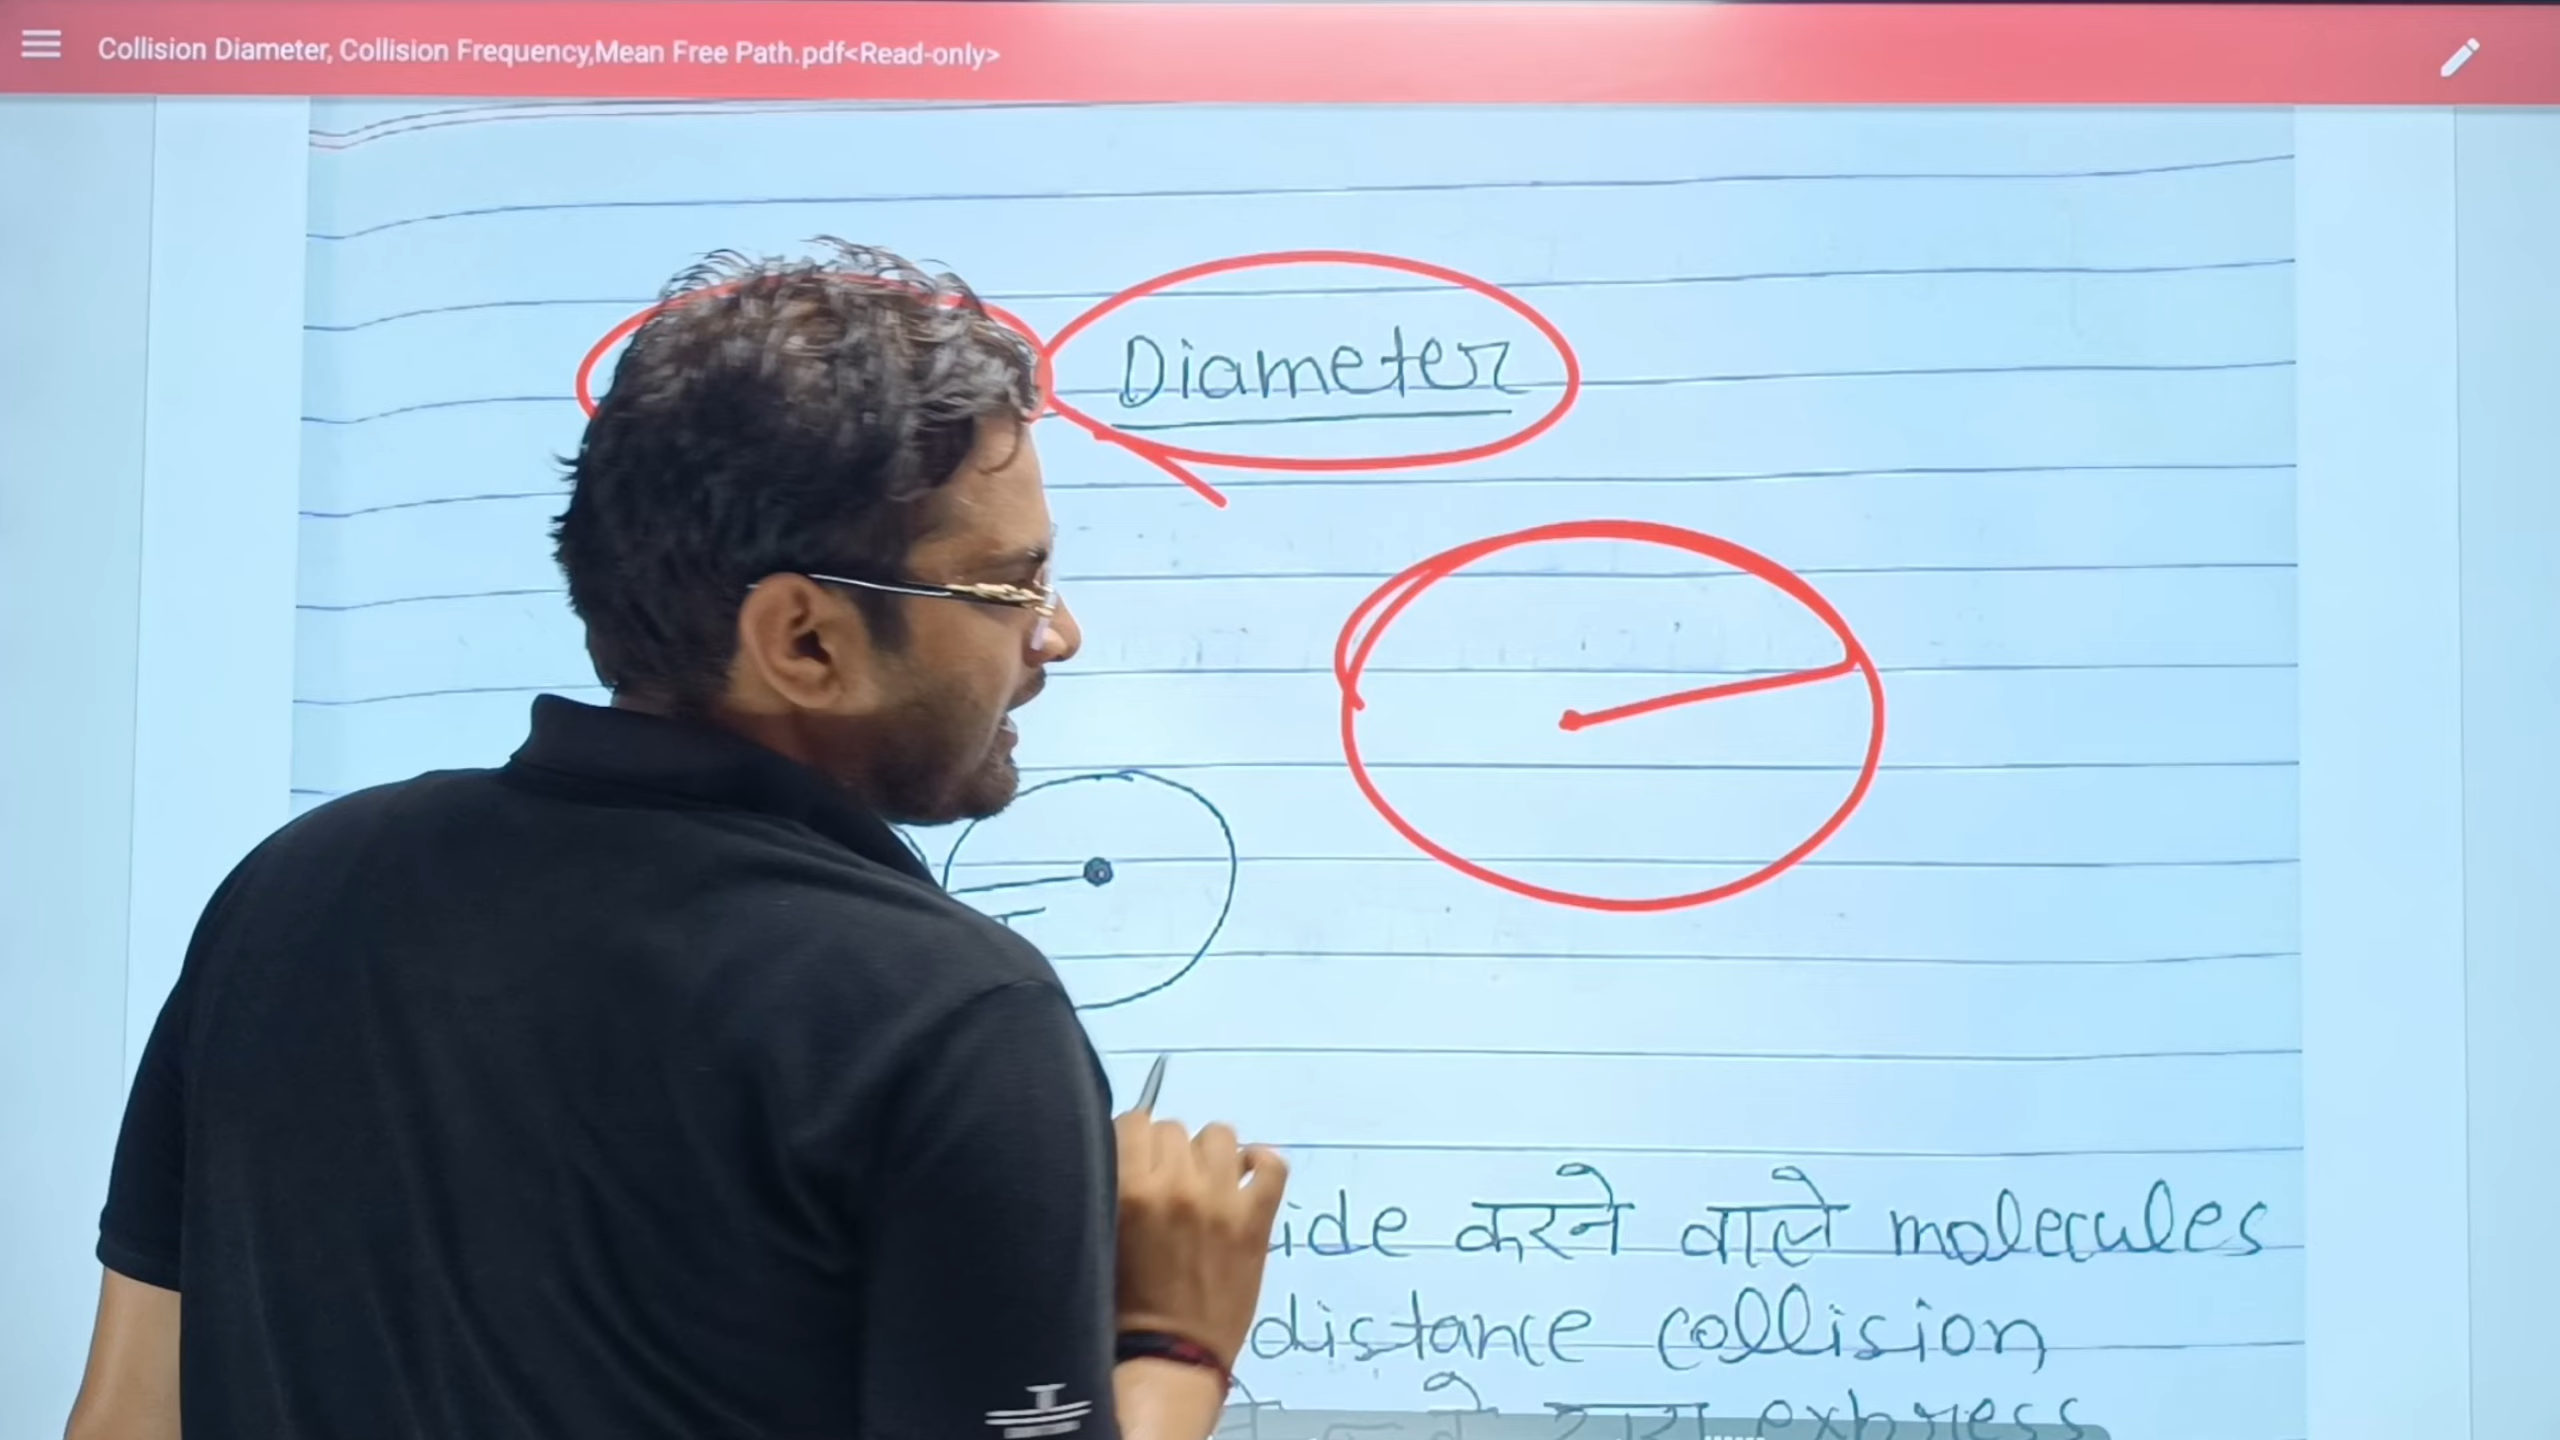 Collision Diameter, Collision Frequency,Mean Free Path.pdf<Read-only>
Diameter
ide करने वाले molecules
distance collision
express